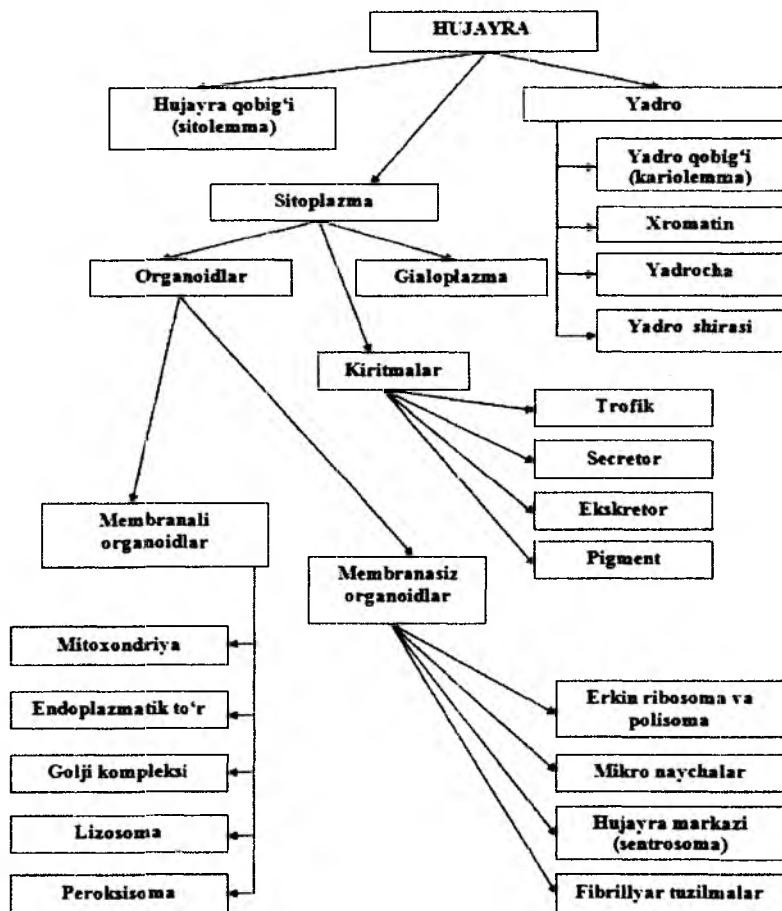 HUJAYRA
Hujayra qobig‘i
(sitolemma)
Yadro
Yadro qobig‘i
(kariolemma)
Sitoplazma
Xromatin
Organoidlar
Gialoplazma
Yadrocha
Yadro shirasi
Kiritmalar
Trofik
Secretor
Ekskretor
Pigment
Membranali
organoidlar
Membranasiz
organoidlar
Mitoxondriya
Endoplazmatik to‘r
Golji kompleksi
Lizosoma
Peroksisoma
Erkin ribosoma va
polisoma
Mikro naychalar
Hujayra markazi
(sentrosoma)
Fibrillyar tuzilmalar